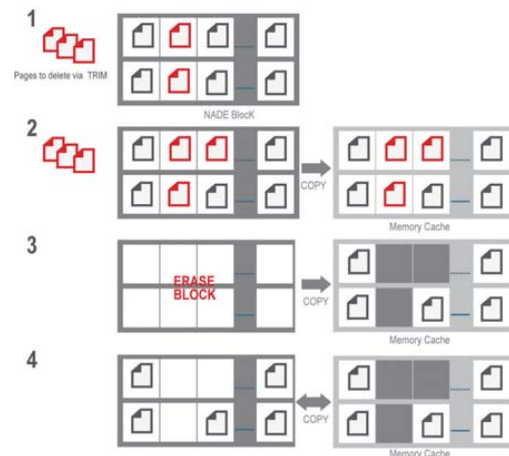 1
Pages to delete via TRIM
NADE BlocK
2
COPY
Memory Cache
3
ERASE
BLOCK
COPY
Memory Cache
4
COPY
Memory Cache